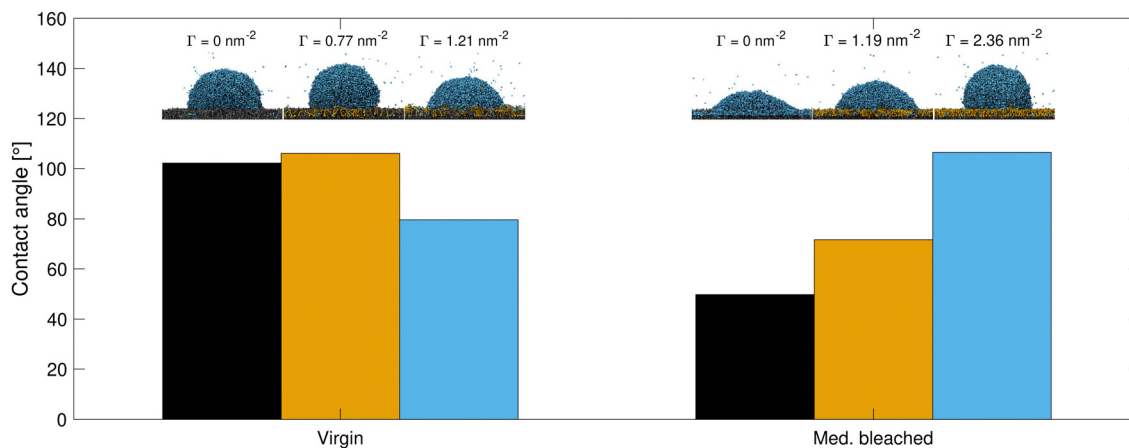 160
140
120
100
80
60
40
20
0
Contact angle [°]
Γ = 0 nm⁻² Γ = 0.77 nm⁻² Γ = 1.21 nm⁻²
Γ = 0 nm⁻² Γ = 1.19 nm⁻² Γ = 2.36 nm⁻²
Virgin
Med. bleached